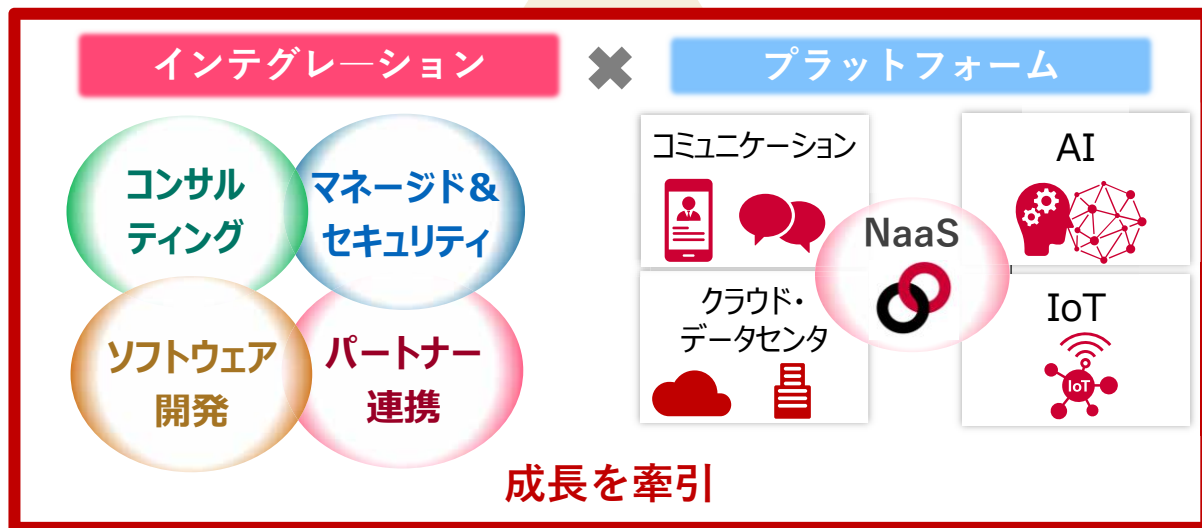 インテグレーション
✖
プラットフォーム
コンサル
ティング
マネージド&
セキュリティ
ソフトウェア
開発
パートナー
連携
コミュニケーション
AI
NaaS
クラウド・
データセンタ
IoT
IoT
成長を牽引